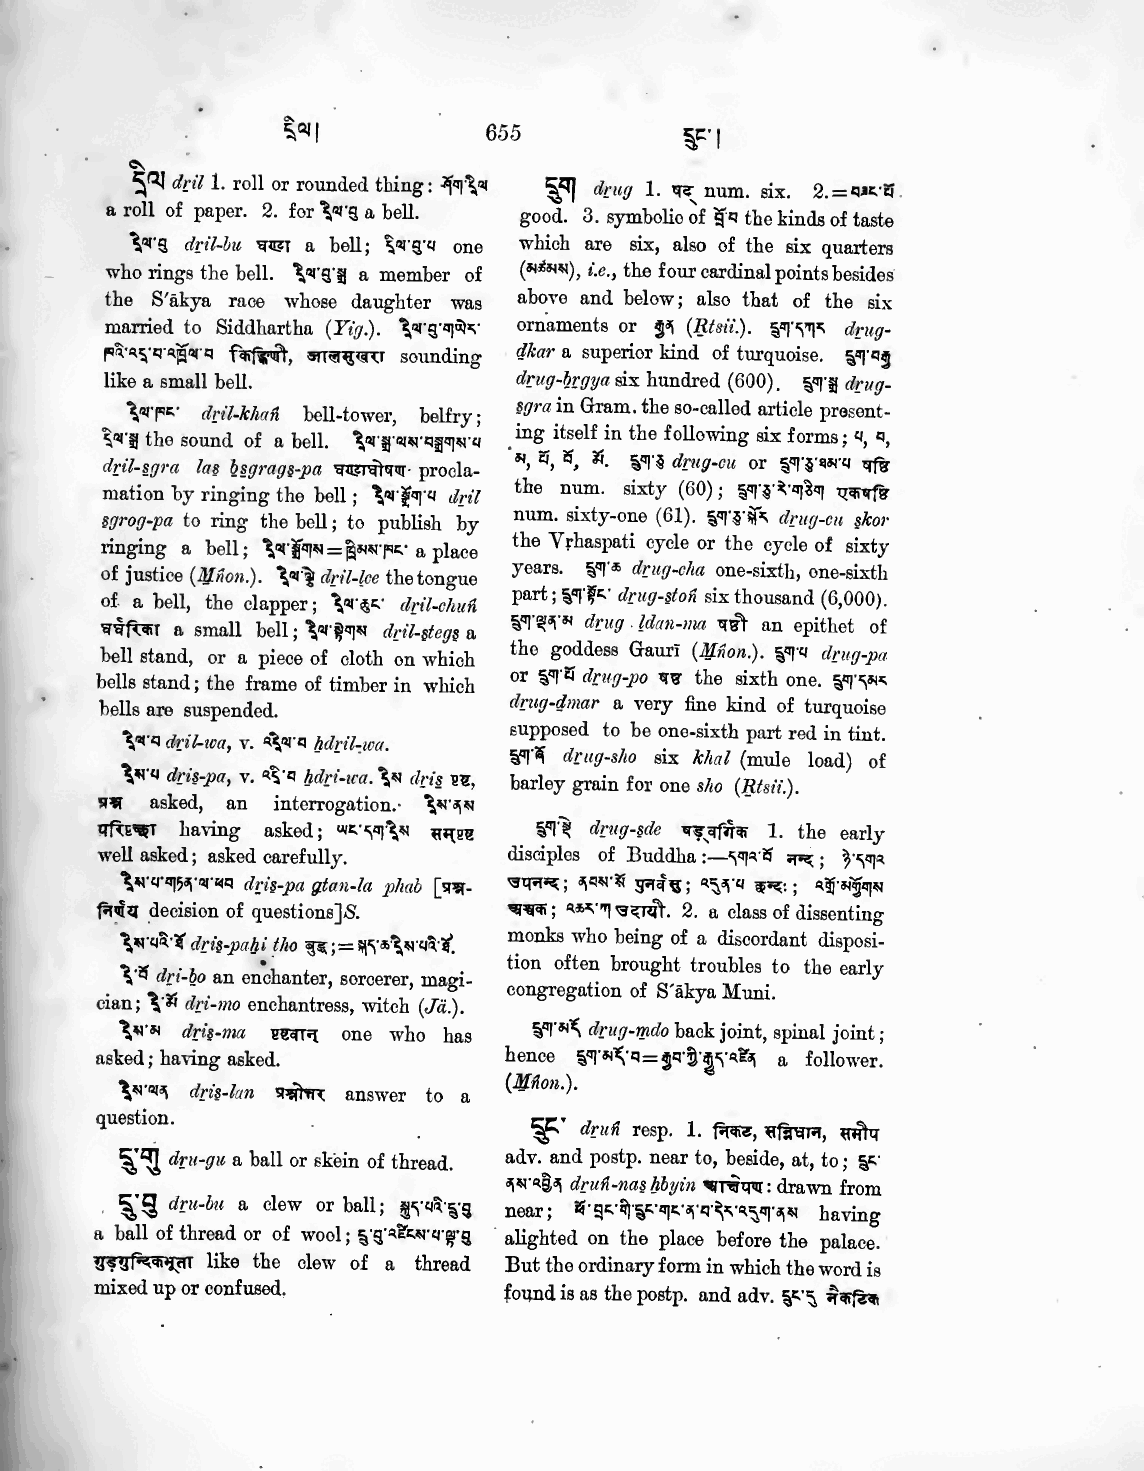 དྲིལ།
655
དྲུང་།
དྲིལ dril 1. roll or rounded thing: ཤོག་དྲིལ
a roll of paper. 2. for དྲིལ་བུ a bell.
དྲིལ་བུ dril-bu घण्टा a bell; དྲིལ་བུ་པ one
who rings the bell. དྲིལ་བུ་སྒྲ a member of
the S'ākya race whose daughter was
married to Siddhartha (Yig.). དྲིལ་བུ་གཡེར་
ཁའི་འདྲ་བ་འཁྲོལ་བ किङ्किणी, sounding
like a small bell.
དྲིལ་ཁང་ dril-khaṅ bell-tower, belfry;
དྲིལ་སྒྲ the sound of a bell. དྲིལ་སྒྲ་ལས་བསྒྲགས་པ
dril-sgra las bsgrags-pa घण्टाघोषण procla-
mation by ringing the bell; དྲིལ་སྒྲོག་པ dril
sgrog-pa to ring the bell; to publish by
ringing a bell; དྲིལ་སྒྲོགས=ཁྲིམས་ཁང་ a place
of justice (Mṅon.). དྲིལ་ལྕེ dril-lce the tongue
of a bell, the clapper; དྲིལ་ཆུང་ dril-chuṅ
घर्घरिका a small bell; དྲིལ་སྟེགས dril-stegs a
bell stand, or a piece of cloth on which
bells stand; the frame of timber in which
bells are suspended.
དྲིལ་བ dril-wa, v. འདྲིལ་བ ḥdril-wa.
དྲིས་པ dris-pa, v. འདྲི་བ ḥdri-wa. དྲིས dris पृष्ट,
प्रश्न asked, an interrogation. དྲིས་ནས
परिपृच्छा having asked; ཡང་དག་དྲིས सम्पृष्ट
well asked; asked carefully.
དྲིས་པ་གཏན་ལ་ཕབ dris-pa gtan-la phab [प्रश्न-
निर्णय decision of questions]S.
དྲིས་པའི་ཐོ dris-paḥi tho =སྐད་ཆ་དྲིས་པའི་ཐོ.
དྲི་བོ dri-bo an enchanter, sorcerer, magi-
cian; དྲི་མོ dri-mo enchantress, witch (Jä.).
དྲིས་མ dris-ma पृष्टवान् one who has
asked; having asked.
དྲིས་ལན dris-lan प्रश्नोत्तर answer to a
question.
དྲུ་གུ dru-gu a ball or skein of thread.
དྲུ་བུ dru-bu a clew or ball; སྐུད་པའི་དྲུ་བུ
a ball of thread or of wool; དྲུ་བུ་འཛིངས་པ་ལྟ་བུ
like the clew of a thread
mixed up or confused.
དྲུག drug 1. षट् num. six. 2.=བཟང་པོ
good. 3. symbolic of རོ་བ the kinds of taste
which are six, also of the six quarters
(མཚམས), i.e., the four cardinal points besides
above and below; also that of the six
ornaments or རྒྱན (Rtsii.). དྲུག་དཀར drug-
dkar a superior kind of turquoise. དྲུག་བརྒྱ
drug-brgya six hundred (600). དྲུག་སྒྲ drug-
sgra in Gram. the so-called article present-
ing itself in the following six forms; པ, བ,
མ, པོ, བོ, མོ. དྲུག་ཅུ drug-cu or དྲུག་ཅུ་ཐམ་པ षष्टि
the num. sixty (60); དྲུག་ཅུ་རེ་གཅིག एकषष्टि
num. sixty-one (61). དྲུག་ཅུ་སྐོར drug-cu skor
the Vṛhaspati cycle or the cycle of sixty
years. དྲུག་ཆ drug-cha one-sixth, one-sixth
part; དྲུག་སྟོང་ drug-stoṅ six thousand (6,000).
དྲུག་ལྡན་མ drug ldan-ma षष्ठी an epithet of
the goddess Gaurī (Mṅon.). དྲུག་པ drug-pa
or དྲུག་པོ drug-po षष्ठ the sixth one. དྲུག་དམར
drug-dmar a very fine kind of turquoise
supposed to be one-sixth part red in tint.
དྲུག་ཤོ drug-sho six khal (mule load) of
barley grain for one sho (Rtsii.).
དྲུག་སྡེ drug-sde षड्वर्गिक 1. the early
disciples of Buddha:—དགའ་བོ नन्द; ཉེ་དགའ
उपनन्द; ནབས་སོ पुनर्वसु; འདུན་པ छन्दः; འགྲོ་མགྱོགས
अश्वक; འཆར་ཀ उदायी. 2. a class of dissenting
monks who being of a discordant disposi-
tion often brought troubles to the early
congregation of S'ākya Muni.
དྲུག་མདོ drug-mdo back joint, spinal joint;
hence དྲུག་མདོ་བ=རྒྱབ་ཀྱི་རྒྱུད་འཛིན a follower.
(Mṅon.).
དྲུང་ druṅ resp. 1. निकट, सन्निधान, समीप
adv. and postp. near to, beside, at, to; དྲུང་
ནས་འབྱིན druṅ-nas ḥbyin : drawn from
near; ཕོ་བྲང་གི་དྲུང་གང་ན་བ་དེར་འདུག་ནས having
alighted on the place before the palace.
But the ordinary form in which the word is
found is as the postp. and adv. དྲུང་དུ नैकटिक